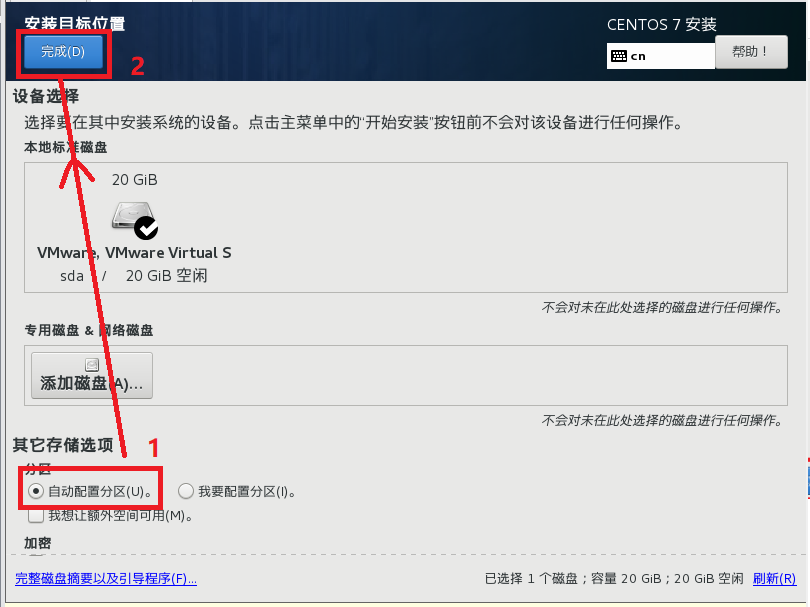 安装目标位置
CENTOS 7 安装
完成(D)
2
cn
帮助！
设备选择
选择要在其中安装系统的设备。点击主菜单中的“开始安装”按钮前不会对该设备进行任何操作。
本地标准磁盘
20 GiB
VMware, VMware Virtual S
sda / 20 GiB 空闲
不会对未在此处选择的磁盘进行任何操作。
专用磁盘 & 网络磁盘
添加磁盘(A)...
不会对未在此处选择的磁盘进行任何操作。
其它存储选项
1
分区
自动配置分区(U)。 我要配置分区(I)。
我想让额外空间可用(M)。
加密
完整磁盘摘要以及引导程序(F)...
已选择 1 个磁盘；容量 20 GiB；20 GiB 空闲 刷新(R)